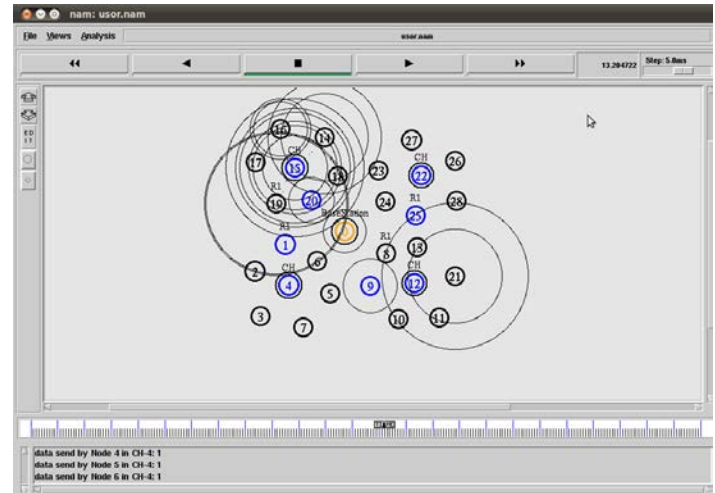 nam: usor.nam
File Views Analysis usor.nam
13.204722 Step: 5.0ms
ED
IT
16
14
27
CH
CH
17
15
18
23
22
26
R1
20
19
24
R1
28
25
BaseStation
R1
1
R1
8
13
2
6
CH
4
5
9
CH
12
21
3
7
10
11
data send by Node 4 in CH-4: 1
data send by Node 5 in CH-4: 1
data send by Node 6 in CH-4: 1